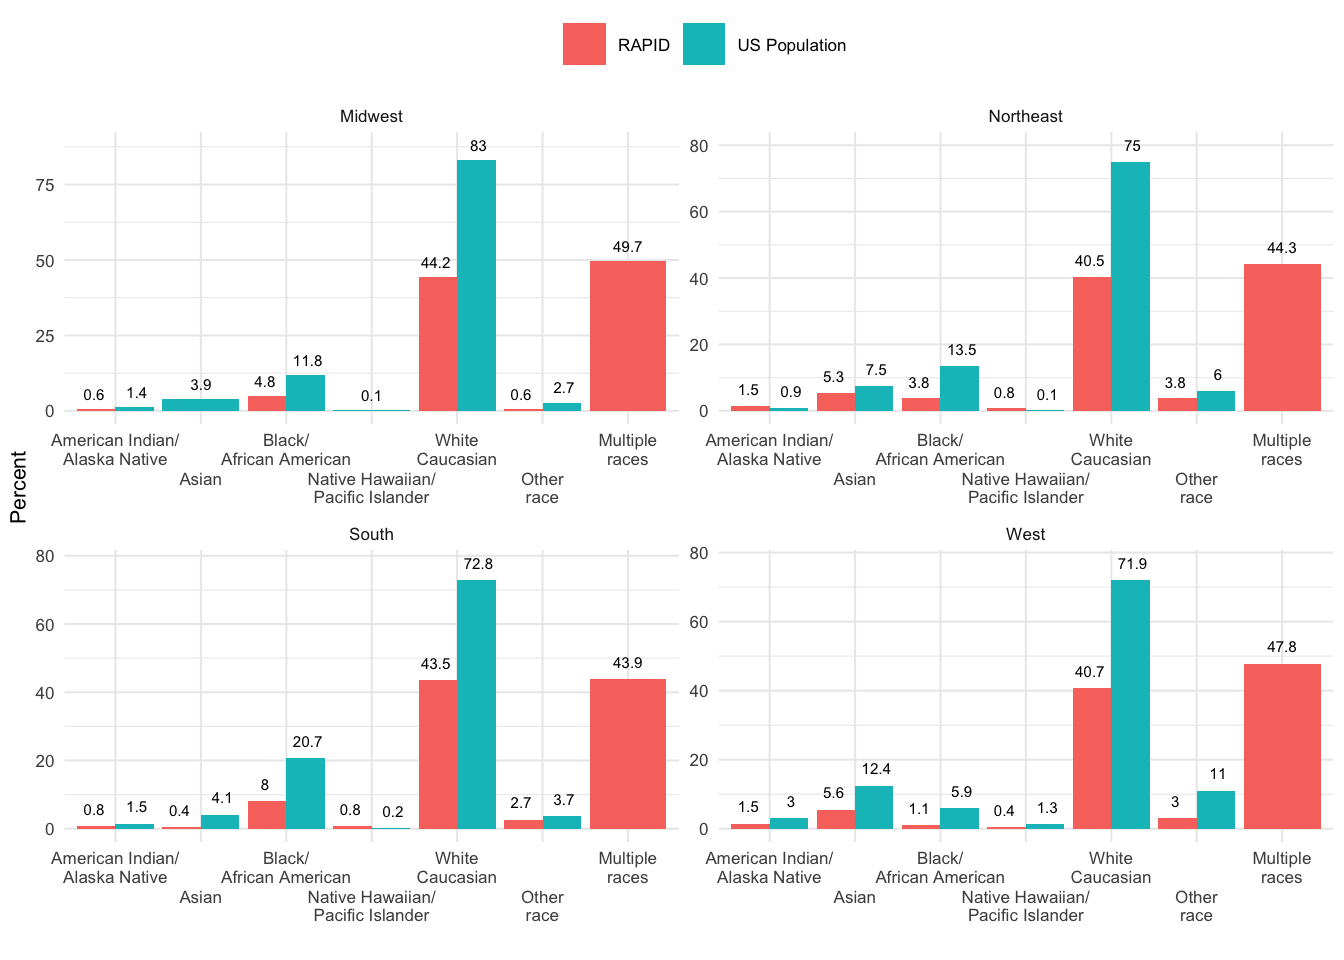 RAPID US Population
Percent
Midwest
75
50
25
0
0.6 1.4 3.9 4.8 11.8 0.1 44.2 83 0.6 2.7 49.7
American Indian/ Black/ White Multiple
Alaska Native African American Caucasian races
Asian Native Hawaiian/ Other
Pacific Islander race
Northeast
80
60
40
20
0
1.5 0.9 5.3 7.5 3.8 13.5 0.8 0.1 40.5 75 3.8 6 44.3
American Indian/ Black/ White Multiple
Alaska Native African American Caucasian races
Asian Native Hawaiian/ Other
Pacific Islander race
South
80
60
40
20
0
0.8 1.5 0.4 4.1 8 20.7 0.8 0.2 43.5 72.8 2.7 3.7 43.9
American Indian/ Black/ White Multiple
Alaska Native African American Caucasian races
Asian Native Hawaiian/ Other
Pacific Islander race
West
80
60
40
20
0
1.5 3 5.6 12.4 1.1 5.9 0.4 1.3 40.7 71.9 3 11 47.8
American Indian/ Black/ White Multiple
Alaska Native African American Caucasian races
Asian Native Hawaiian/ Other
Pacific Islander race